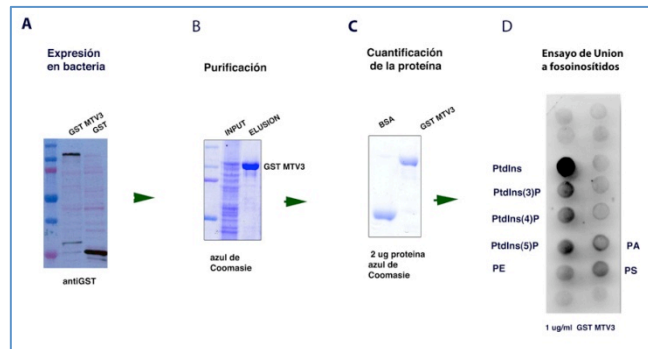 A
Expresión
en bacteria
GST MTV3
GST
antiGST
B
Purificación
INPUT
ELUSION
GST MTV3
azul de
Coomasie
C
Cuantificación
de la proteína
BSA
GST MTV3
2 ug proteina
azul de
Coomasie
D
Ensayo de Union
a fosoinosítidos
PtdIns
PtdIns(3)P
PtdIns(4)P
PtdIns(5)P
PE
PA
PS
1 ug/ml GST MTV3